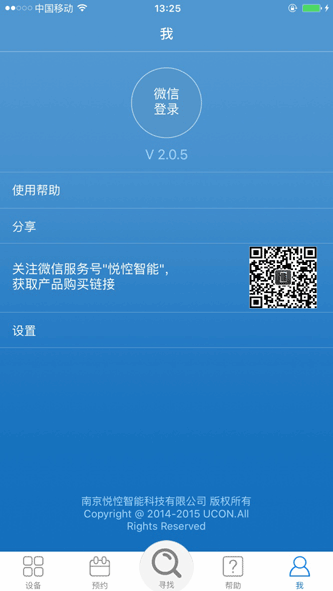 中国移动 13:25
我
微信
登录
V 2.0.5
使用帮助
分享
关注微信服务号"悦悾智能",
获取产品购买链接
设置
南京悦悾智能科技有限公司 版权所有
Copyright @ 2014-2015 UCON.All
Rights Reserved
设备 预约 寻找 帮助 我